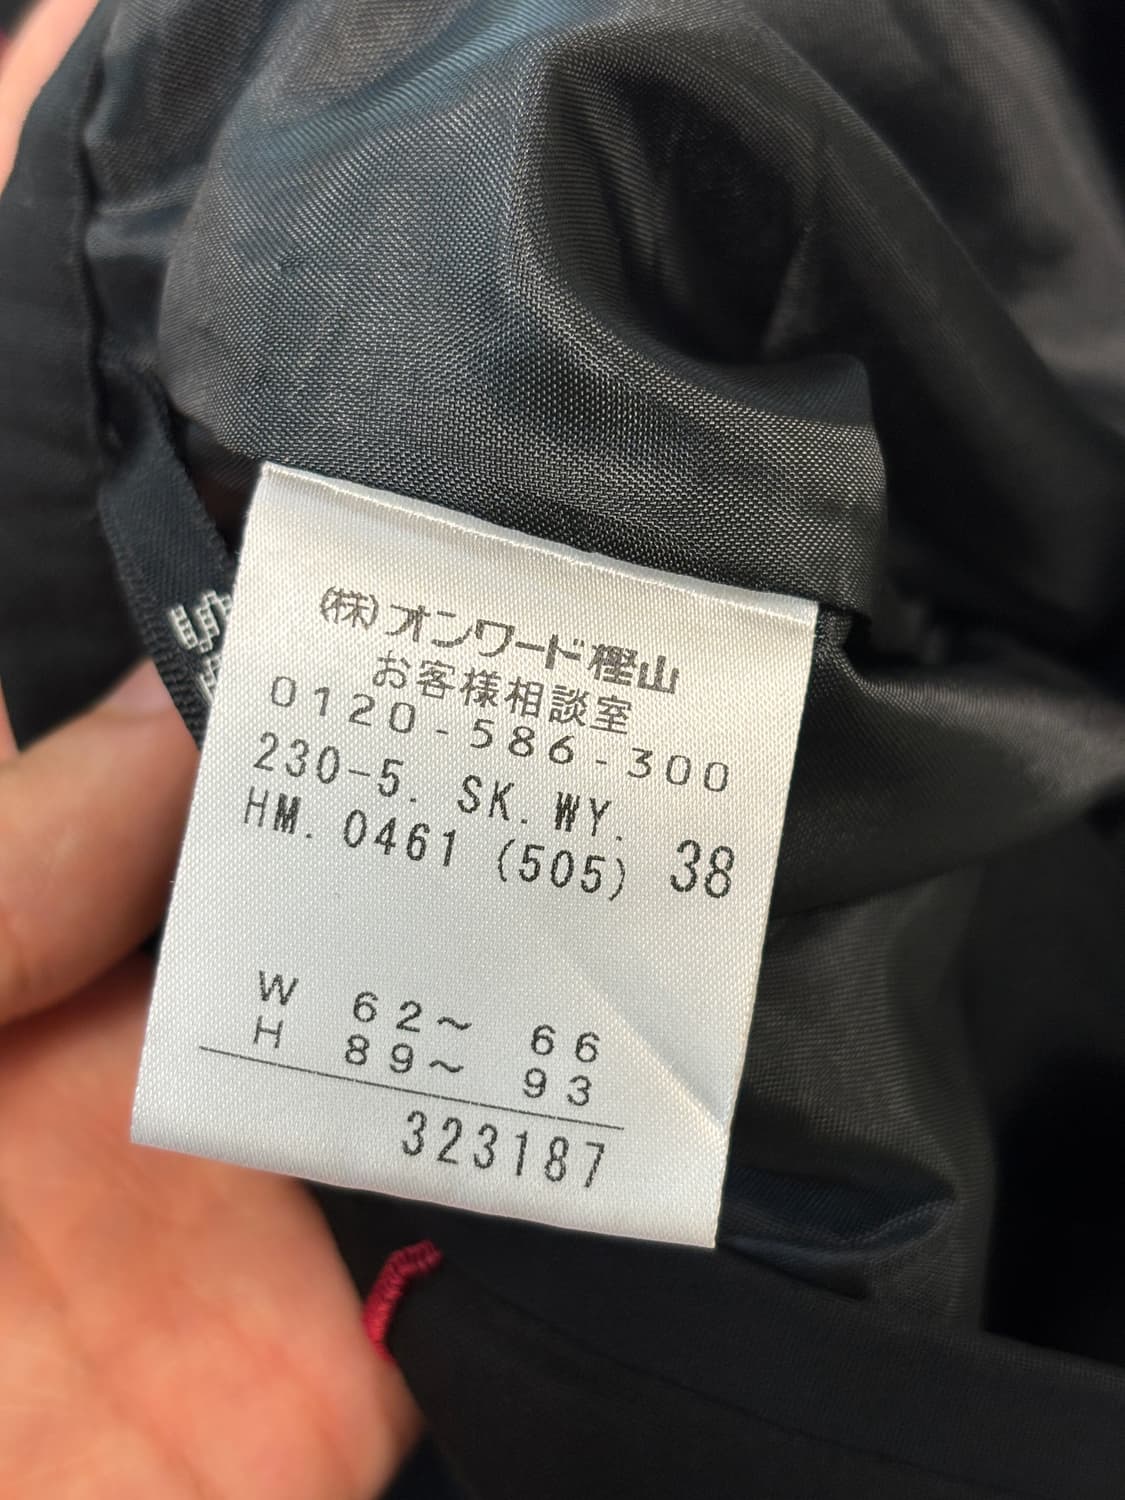 (株)オンワード樫山
お客様相談室
0120-586-300
230-5. SK. WY.
HM. 0461 (505) 38
W 62～ 66
H 89～ 93
323187